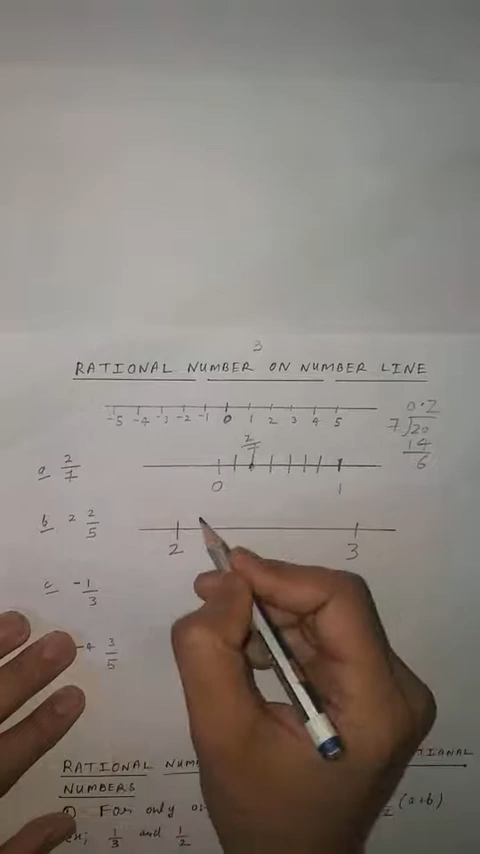 3
RATIONAL NUMBER ON NUMBER LINE
-5 -4 -3 -2 -1 0 1 2 3 4 5
0.2
7 20
14
6
a 2/7
2/7
0 1
b 2 2/5
2 3
c -1/3
-4 3/5
RATIONAL
NUMBERS
① For only (a+b)
1/3 and 1/2